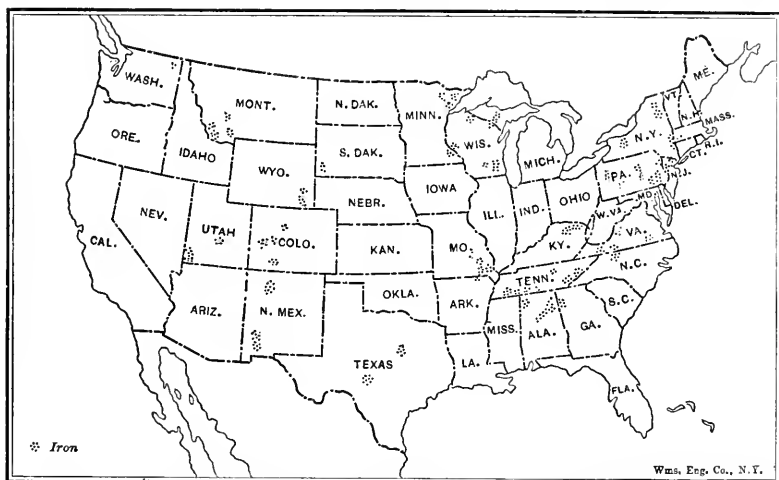 WASH.
MONT.
N. DAK.
MINN.
ME.
VT.
N.H.
MASS.
ORE.
IDAHO
S. DAK.
WIS.
N.Y.
R.I.
CT.
WYO.
MICH.
PA.
N.J.
NEBR.
IOWA
NEV.
UTAH
COLO.
ILL.
IND.
OHIO
MD.
DEL.
W. VA.
VA.
CAL.
KAN.
MO.
KY.
N.C.
TENN.
ARIZ.
N. MEX.
OKLA.
ARK.
S.C.
MISS.
ALA.
GA.
TEXAS
LA.
FLA.
Iron
Wms. Eng. Co., N.Y.